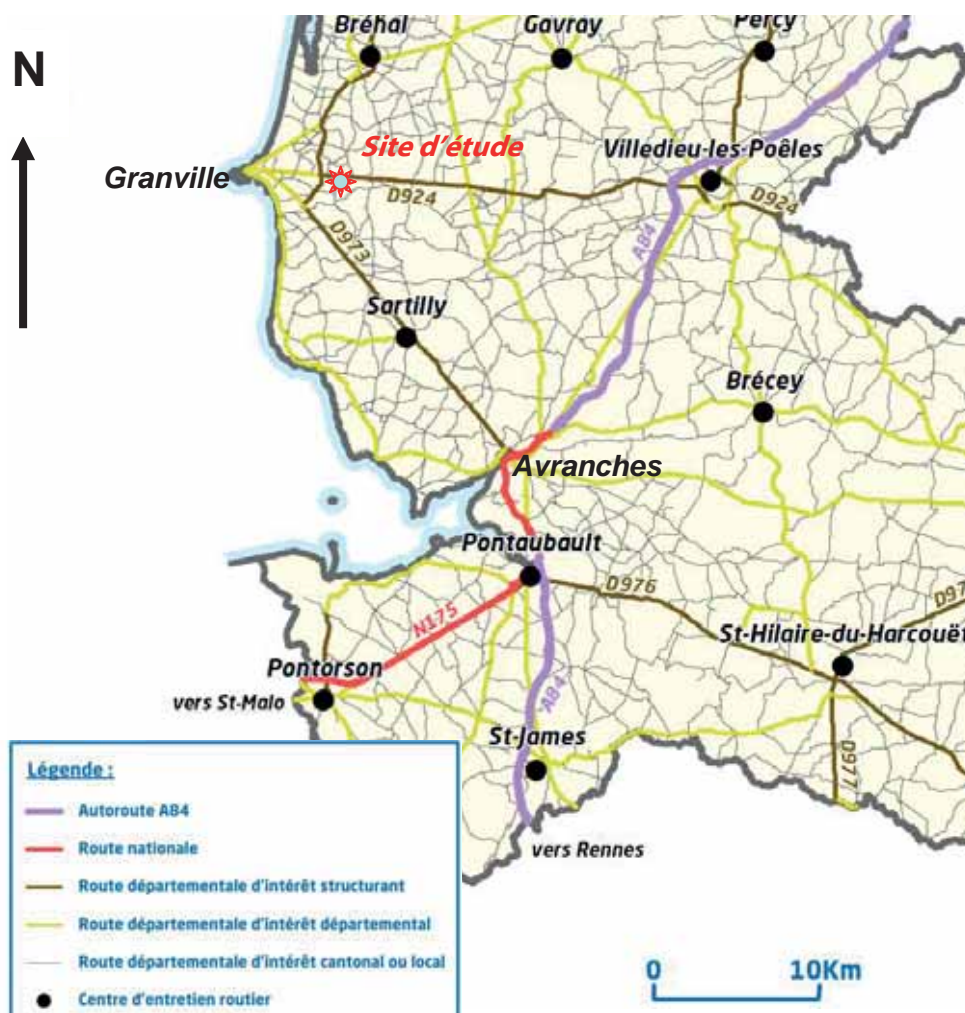 Bréhal
Gavray
Percy
N
Site d'étude
Villedieu-les-Poêles
Granville
D924
D924
D973
A84
Sartilly
Brécey
Avranches
Pontaubault
D976
D97
N175
St-Hilaire-du-Harcouët
Pontorson
vers St-Malo
A84
St-James
D977
Légende :
Autoroute A84
Route nationale
vers Rennes
Route départementale d'intérêt structurant
Route départementale d'intérêt départemental
Route départementale d'intérêt cantonal ou local
Centre d'entretien routier
0 10Km